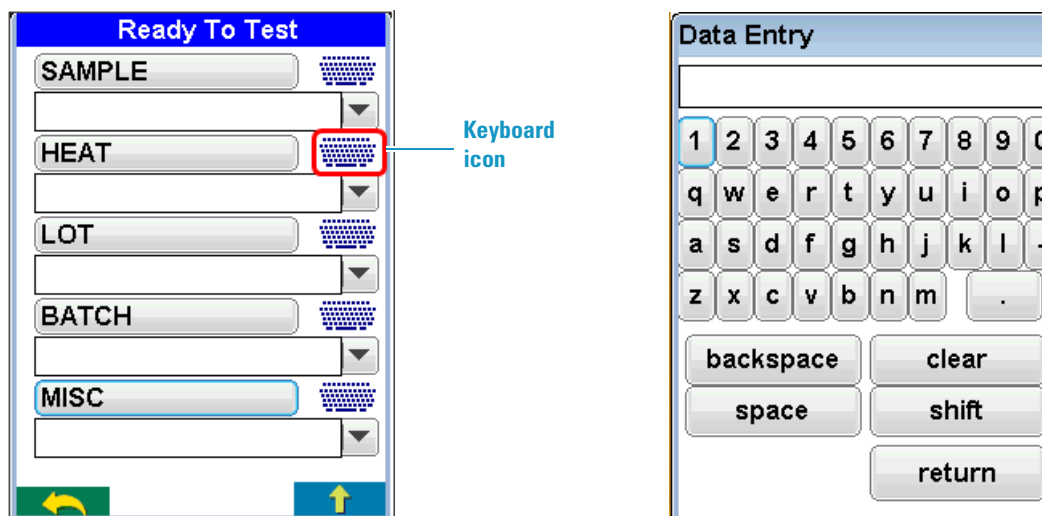 Ready To Test
SAMPLE
HEAT
LOT
BATCH
MISC
Keyboard
icon
Data Entry
1 2 3 4 5 6 7 8 9 0
q w e r t y u i o p
a s d f g h j k l -
z x c v b n m .
backspace clear
space shift
return